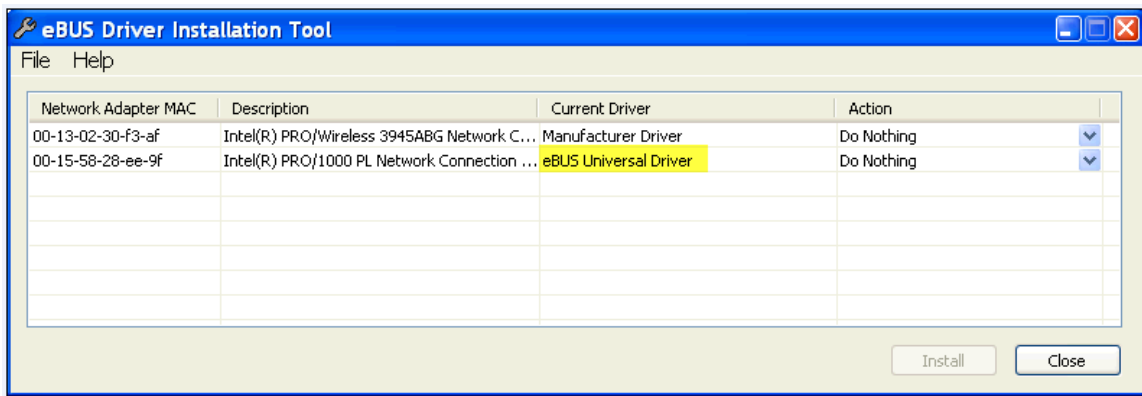 eBUS Driver Installation Tool
File Help
Network Adapter MAC Description Current Driver Action
00-13-02-30-f3-af Intel(R) PRO/Wireless 3945ABG Network C... Manufacturer Driver Do Nothing
00-15-58-28-ee-9f Intel(R) PRO/1000 PL Network Connection ... eBUS Universal Driver Do Nothing
Install Close